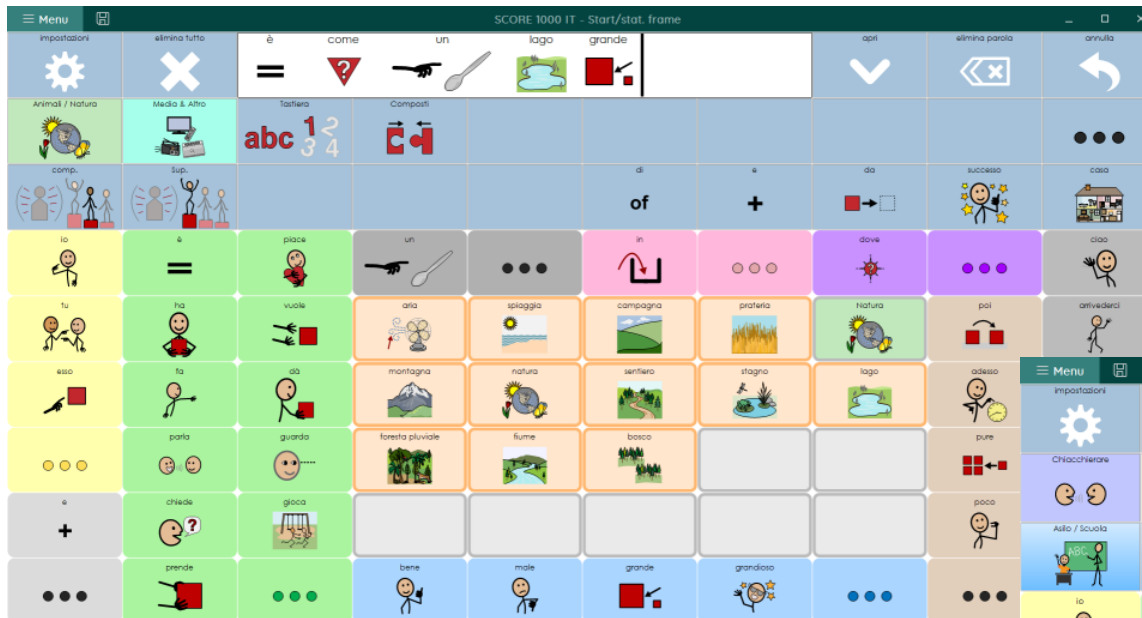 Menu SCORE 1000 IT - Start/stat. frame
impostazioni elimina tutto è come un lago grande apri elimina parola annulla
Animali / Natura Media & Altro Tastiera Composti
abc 1 2 3 4
comp. Sup. di e da successo casa
of +
io è piace un in dove ciao
tu ha vuole aria spiaggia campagna prateria Natura poi arrivederci
esso fa dà montagna natura sentiero stagno lago adesso
parla guarda foresta pluviale fiume bosco pure
e chiede gioca poco
prende bene male grande grandioso
Menu
impostazioni
Chiacchierare
Asilo / Scuola
ABC
io